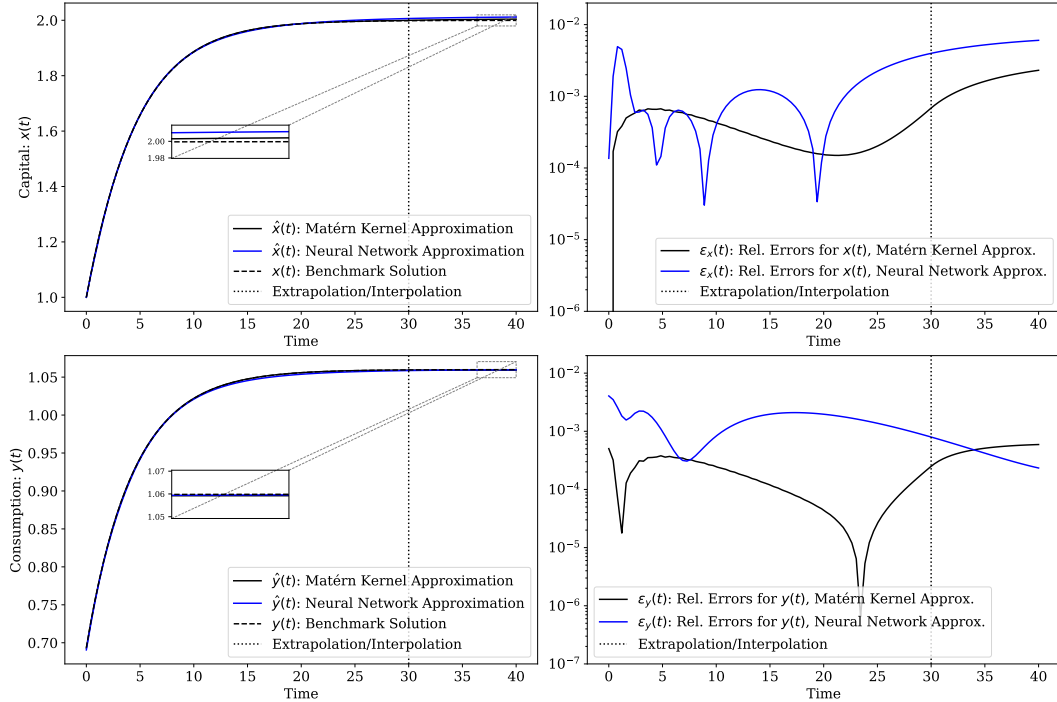 2.0
1.8
1.6
1.4
1.2
1.0
Capital: x(t)
2.00
1.98
x̂(t): Matérn Kernel Approximation
x̂(t): Neural Network Approximation
x(t): Benchmark Solution
Extrapolation/Interpolation
0 5 10 15 20 25 30 35 40
Time
10⁻²
10⁻³
10⁻⁴
10⁻⁵
10⁻⁶
εₓ(t): Rel. Errors for x(t), Matérn Kernel Approx.
εₓ(t): Rel. Errors for x(t), Neural Network Approx.
Extrapolation/Interpolation
0 5 10 15 20 25 30 35 40
Time
1.05
1.00
0.95
0.90
0.85
0.80
0.75
0.70
Consumption: y(t)
1.07
1.06
1.05
ŷ(t): Matérn Kernel Approximation
ŷ(t): Neural Network Approximation
y(t): Benchmark Solution
Extrapolation/Interpolation
0 5 10 15 20 25 30 35 40
Time
10⁻²
10⁻³
10⁻⁴
10⁻⁵
10⁻⁶
10⁻⁷
ε_y(t): Rel. Errors for y(t), Matérn Kernel Approx.
ε_y(t): Rel. Errors for y(t), Neural Network Approx.
Extrapolation/Interpolation
0 5 10 15 20 25 30 35 40
Time